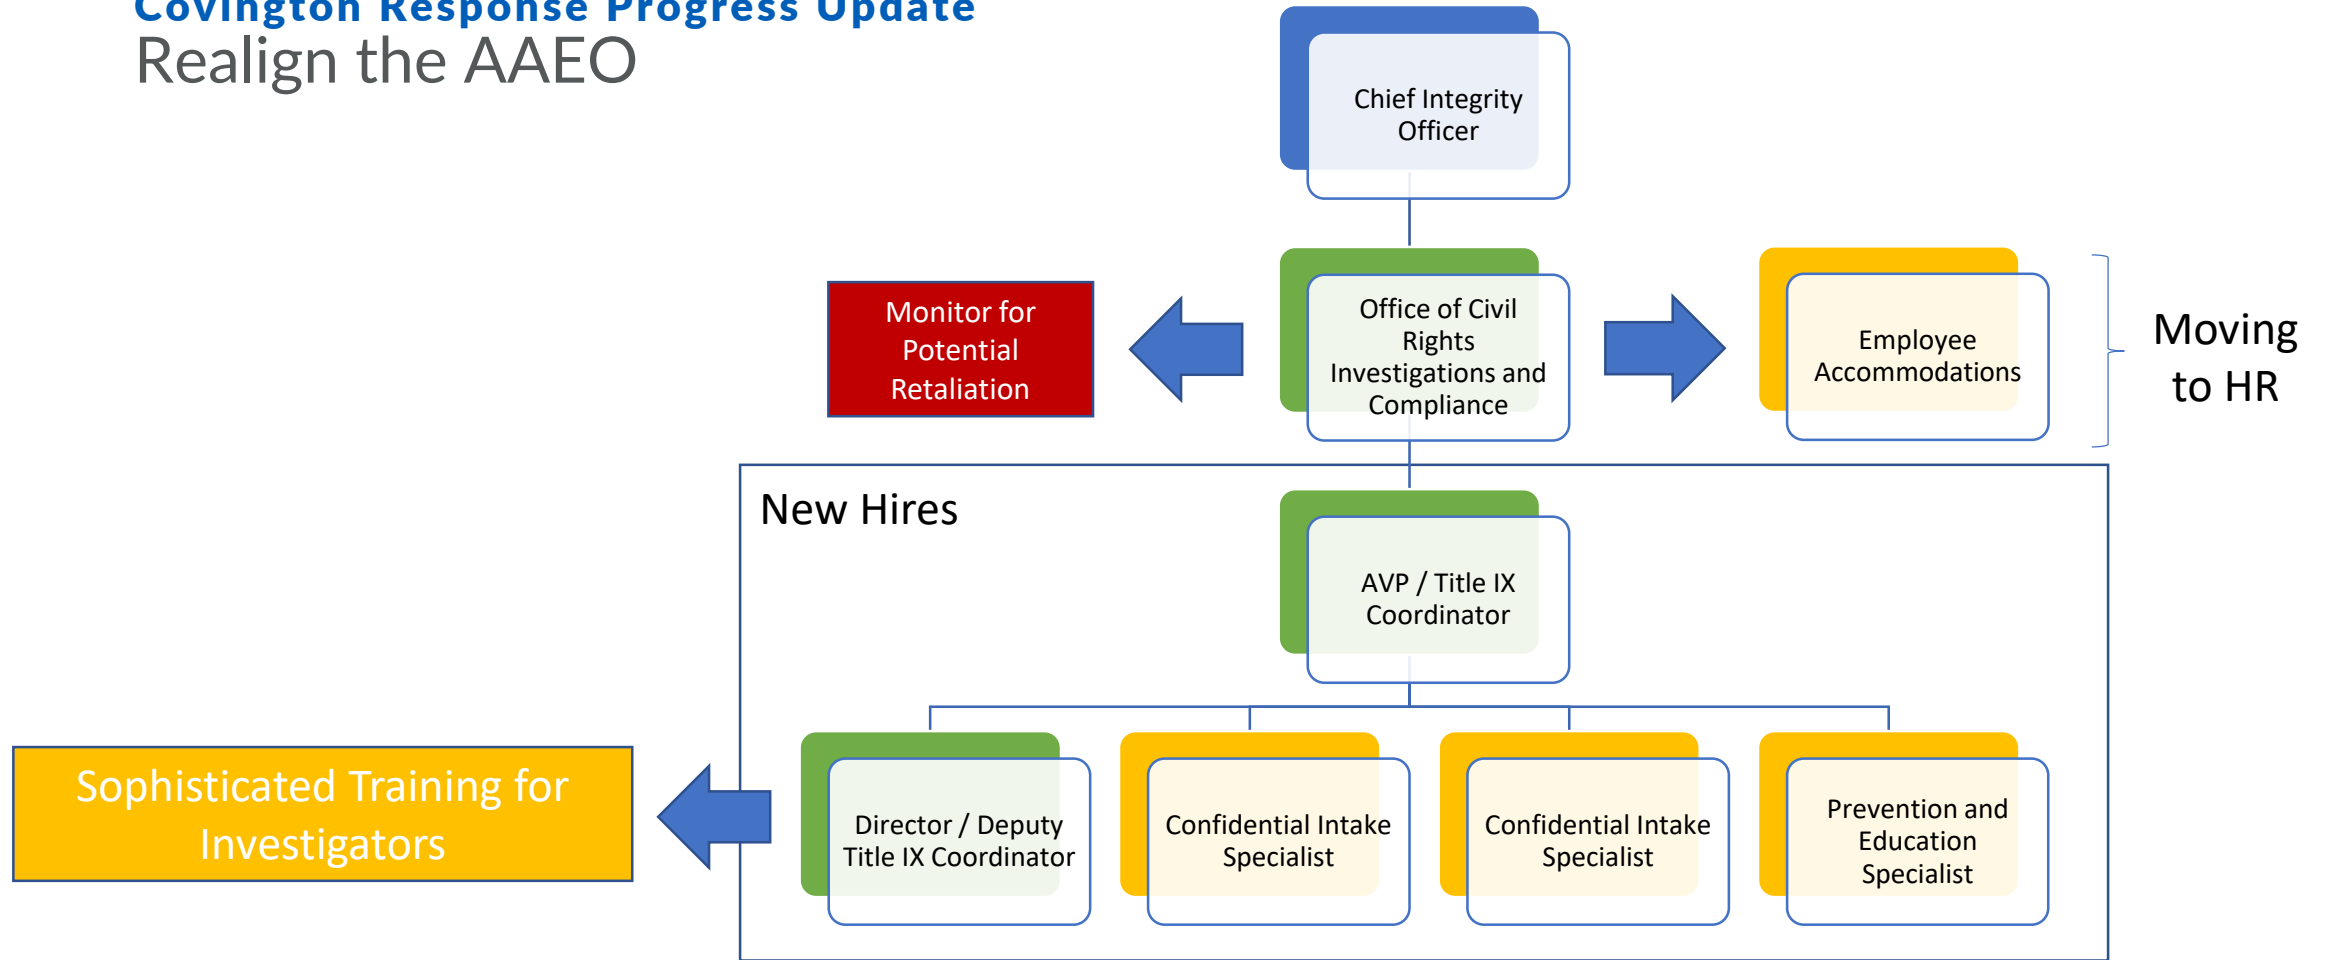 Covington Response Progress Update
Realign the AAEO
Chief Integrity
Officer
Monitor for
Potential
Retaliation
Office of Civil
Rights
Investigations and
Compliance
Employee
Accommodations
Moving
to HR
New Hires
AVP / Title IX
Coordinator
Sophisticated Training for
Investigators
Director / Deputy
Title IX Coordinator
Confidential Intake
Specialist
Confidential Intake
Specialist
Prevention and
Education
Specialist